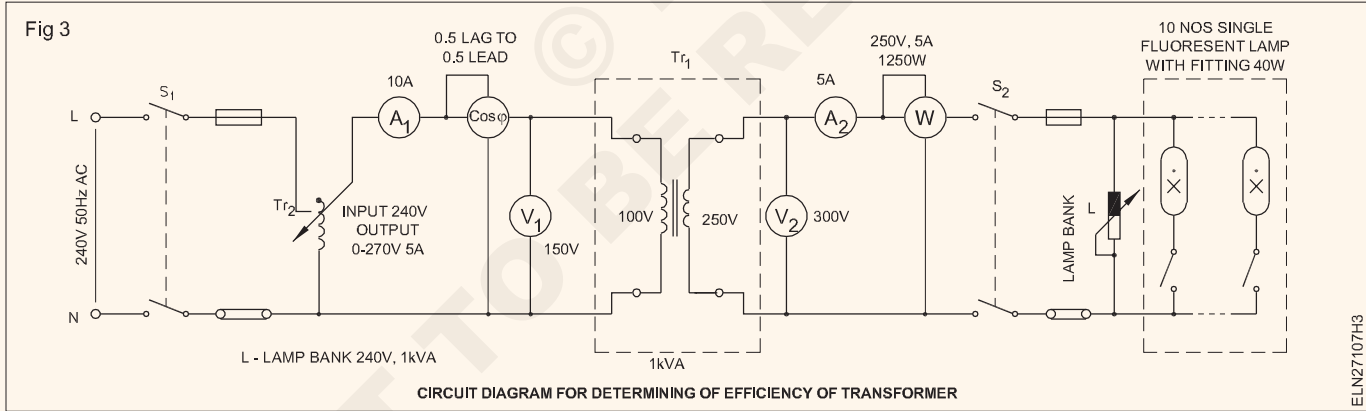 Fig 3
0.5 LAG TO
0.5 LEAD
10A
S1
L
A1
Cosφ
Tr1
5A
250V, 5A
1250W
A2
W
S2
10 NOS SINGLE
FLUORESENT LAMP
WITH FITTING 40W
240V 50Hz AC
Tr2
INPUT 240V
OUTPUT
0-270V 5A
V1
150V
100V
250V
V2
300V
LAMP BANK
L
N
L - LAMP BANK 240V, 1kVA
1kVA
CIRCUIT DIAGRAM FOR DETERMINING OF EFFICIENCY OF TRANSFORMER
ELN27107H3
©
T TO BE RE